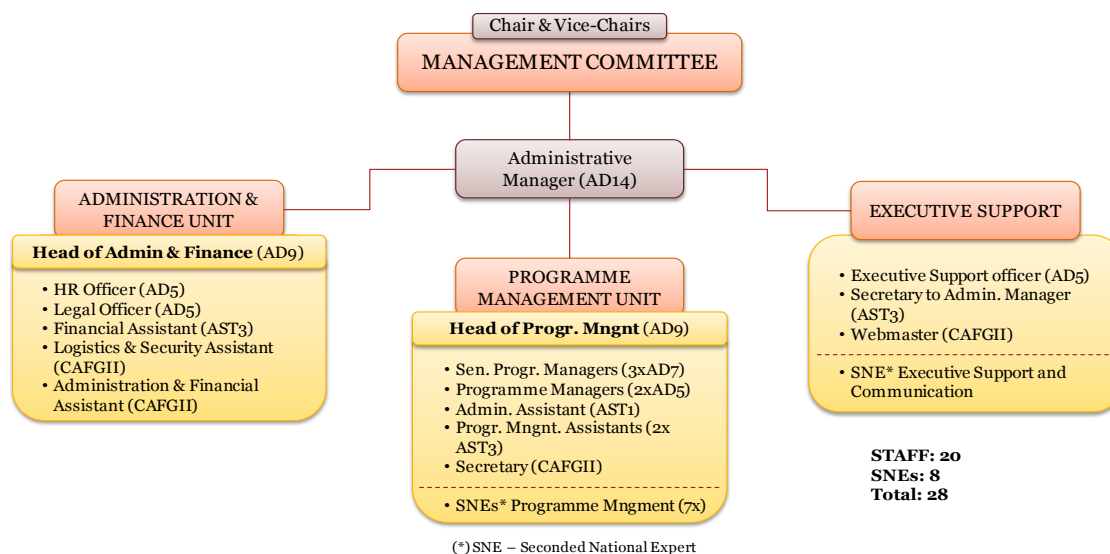 Chair & Vice-Chairs
MANAGEMENT COMMITTEE
Administrative
Manager (AD14)
ADMINISTRATION &
FINANCE UNIT
Head of Admin & Finance (AD9)
• HR Officer (AD5)
• Legal Officer (AD5)
• Financial Assistant (AST3)
• Logistics & Security Assistant
(CAFGII)
• Administration & Financial
Assistant (CAFGII)
PROGRAMME
MANAGEMENT UNIT
Head of Progr. Mngnt (AD9)
• Sen. Progr. Managers (3xAD7)
• Programme Managers (2xAD5)
• Admin. Assistant (AST1)
• Progr. Mngnt. Assistants (2x
AST3)
• Secretary (CAFGII)
• SNEs* Programme Mngment (7x)
EXECUTIVE SUPPORT
• Executive Support officer (AD5)
• Secretary to Admin. Manager
(AST3)
• Webmaster (CAFGII)
• SNE* Executive Support and
Communication
STAFF: 20
SNEs: 8
Total: 28
(*) SNE – Seconded National Expert